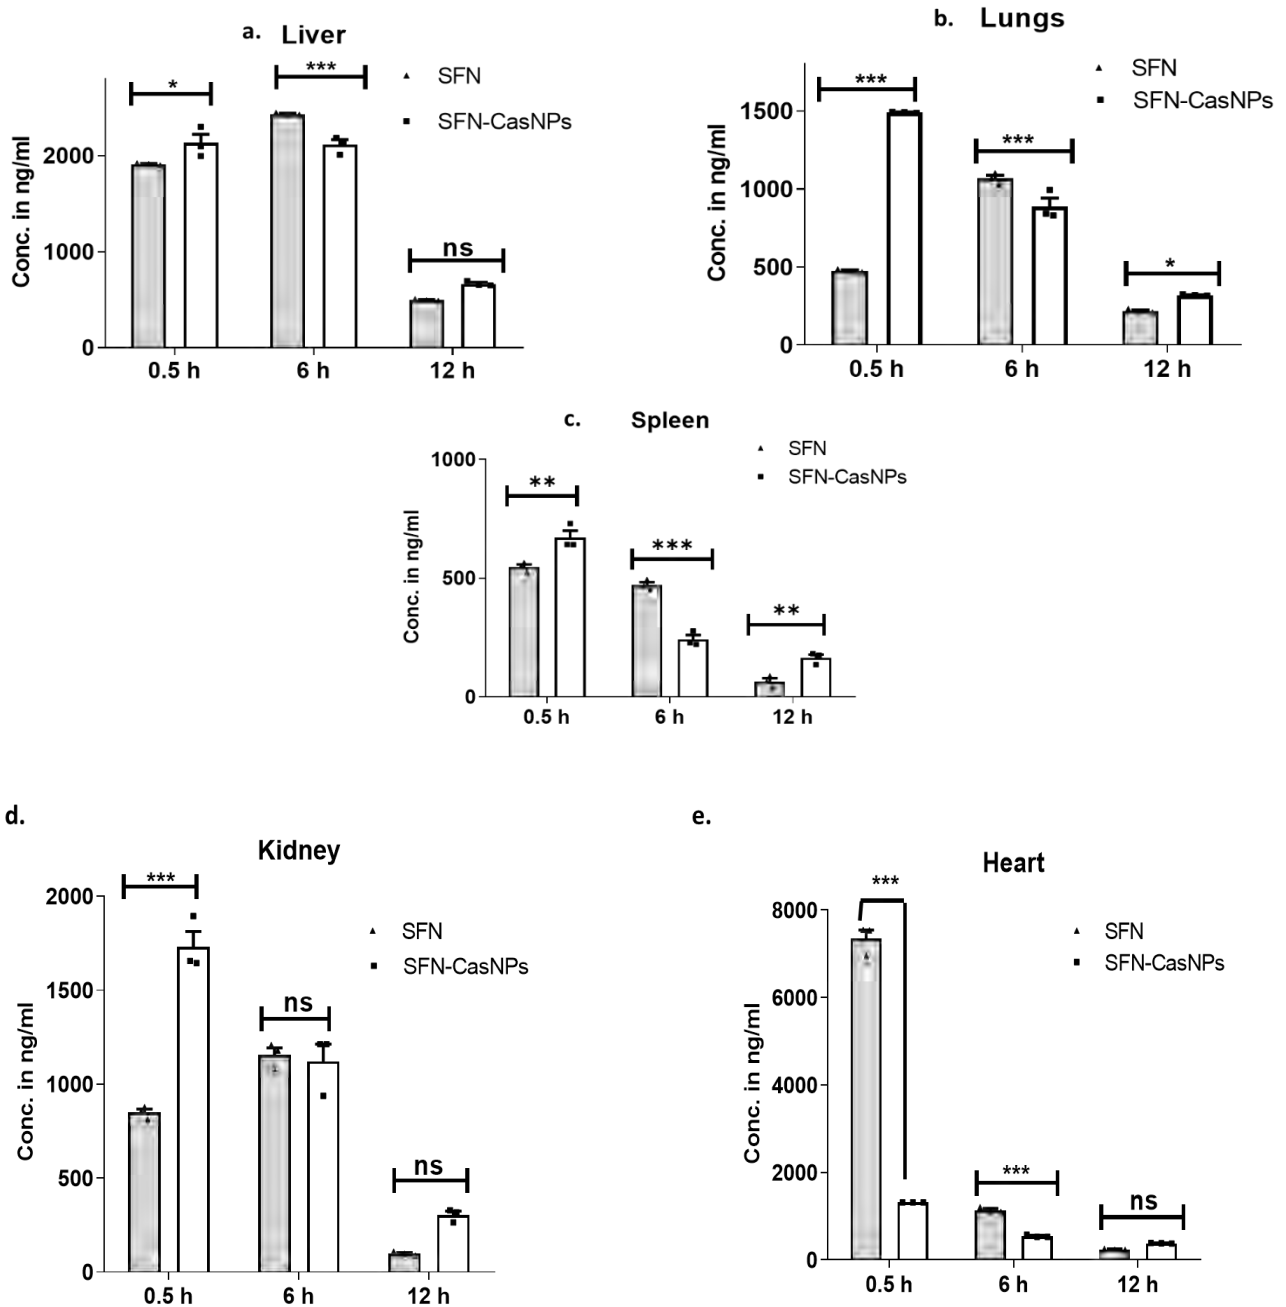 a. Liver
*
***
SFN
SFN-CasNPs
Conc. in ng/ml
2000
1000
0
ns
0.5 h
6 h
12 h
b. Lungs
***
***
*
SFN
SFN-CasNPs
Conc. in ng/ml
1500
1000
500
0
0.5 h
6 h
12 h
c. Spleen
SFN
SFN-CasNPs
**
***
**
Conc. in ng/ml
1000
500
0
0.5 h
6 h
12 h
d.
Kidney
***
ns
ns
SFN
SFN-CasNPs
Conc. in ng/ml
2000
1500
1000
500
0
0.5 h
6 h
12 h
e.
Heart
***
***
ns
SFN
SFN-CasNPs
Conc. in ng/ml
8000
6000
4000
2000
0
0.5 h
6 h
12 h